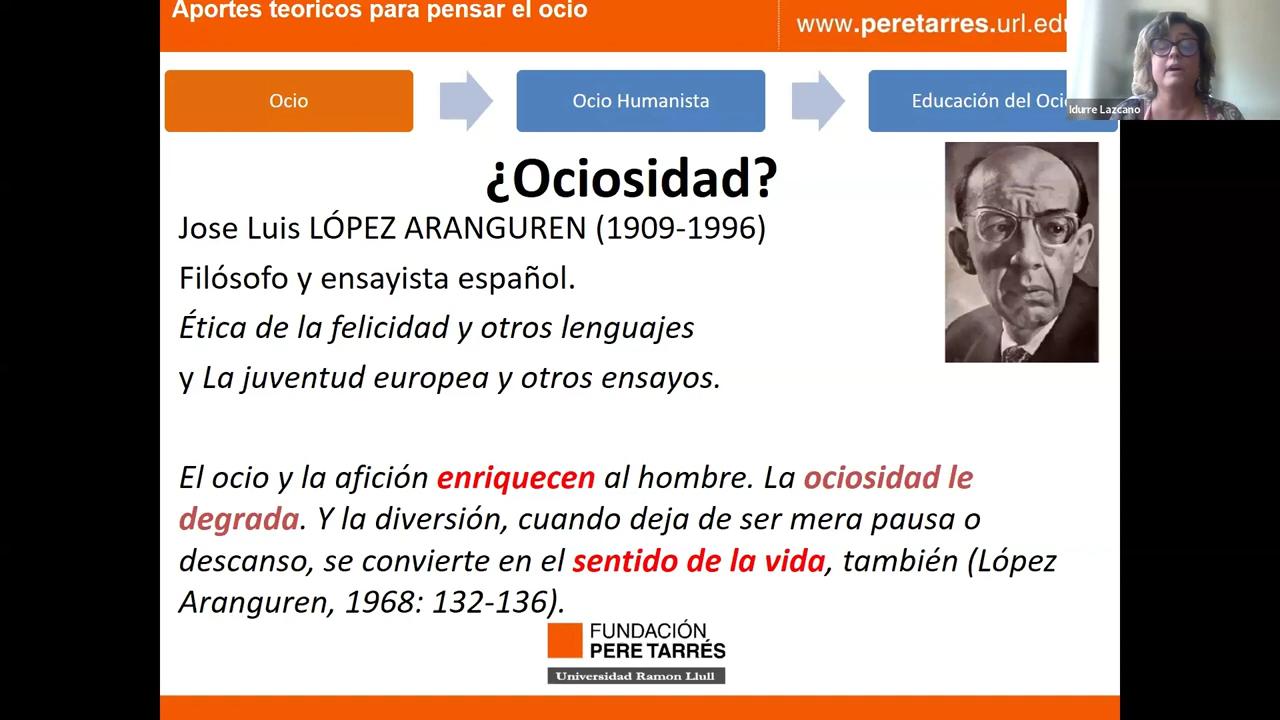 Aportes teoricos para pensar el ocio
www.peretarres.url.edu
Idurre Lazcano
Ocio
Ocio Humanista
Educación del Ocio
¿Ociosidad?
Jose Luis LÓPEZ ARANGUREN (1909-1996)
Filósofo y ensayista español.
Ética de la felicidad y otros lenguajes
y La juventud europea y otros ensayos.
El ocio y la afición enriquecen al hombre. La ociosidad le
degrada. Y la diversión, cuando deja de ser mera pausa o
descanso, se convierte en el sentido de la vida, también (López
Aranguren, 1968: 132-136).
FUNDACIÓN
PERE TARRÉS
Universidad Ramon Llull